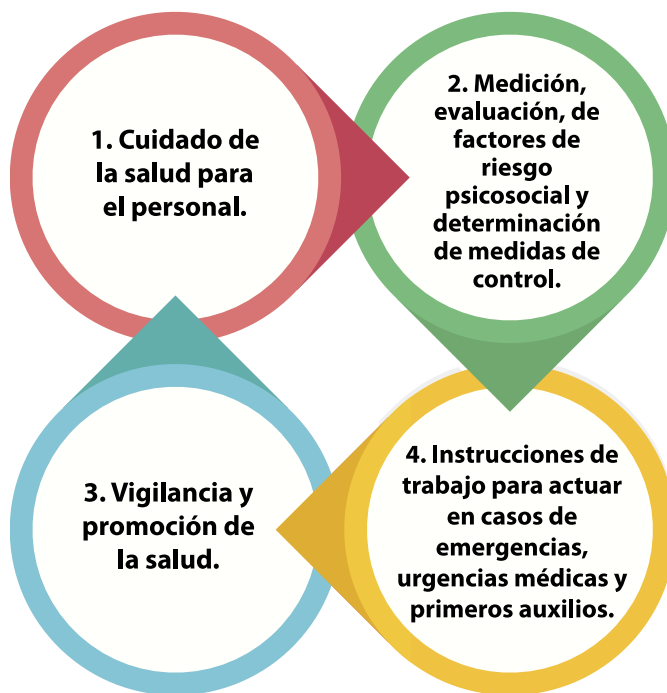 1. Cuidado de
la salud para
el personal.
2. Medición,
evaluación, de
factores de
riesgo
psicosocial y
determinación
de medidas de
control.
3. Vigilancia y
promoción de
la salud.
4. Instrucciones de
trabajo para actuar
en casos de
emergencias,
urgencias médicas y
primeros auxilios.